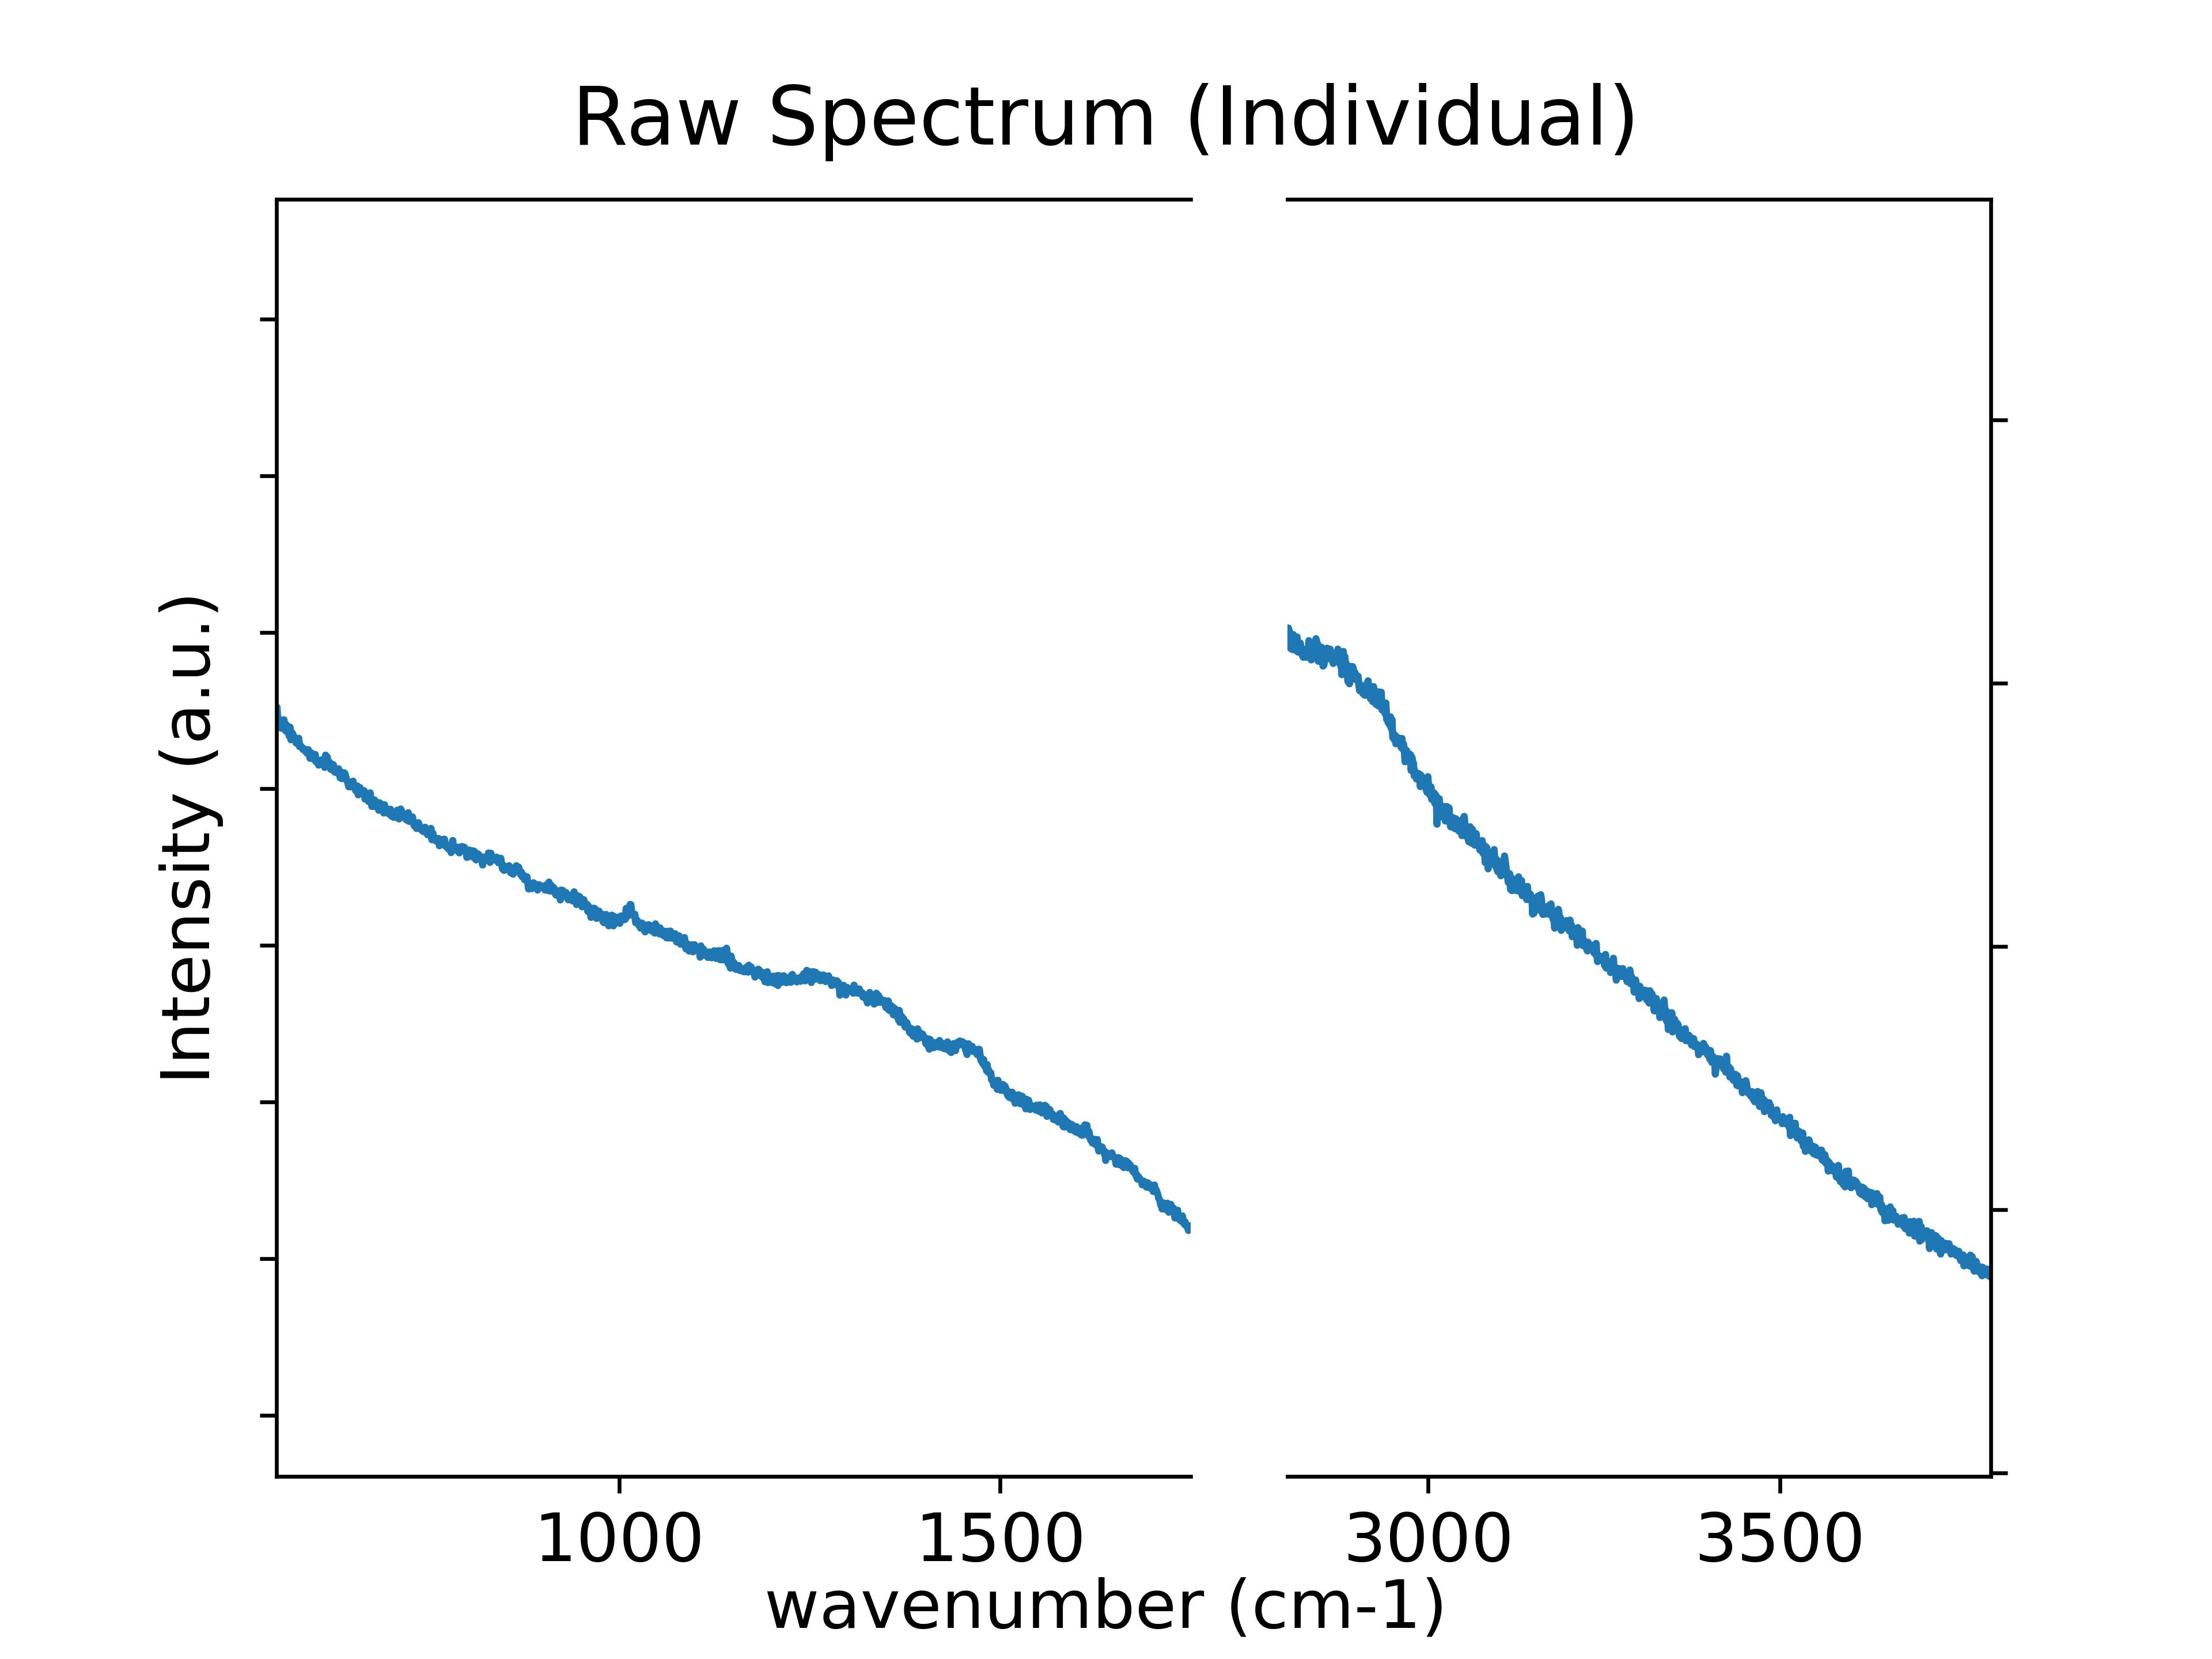 Raw Spectrum (Individual)
Intensity (a.u.)
1000 1500 3000 3500
wavenumber (cm-1)